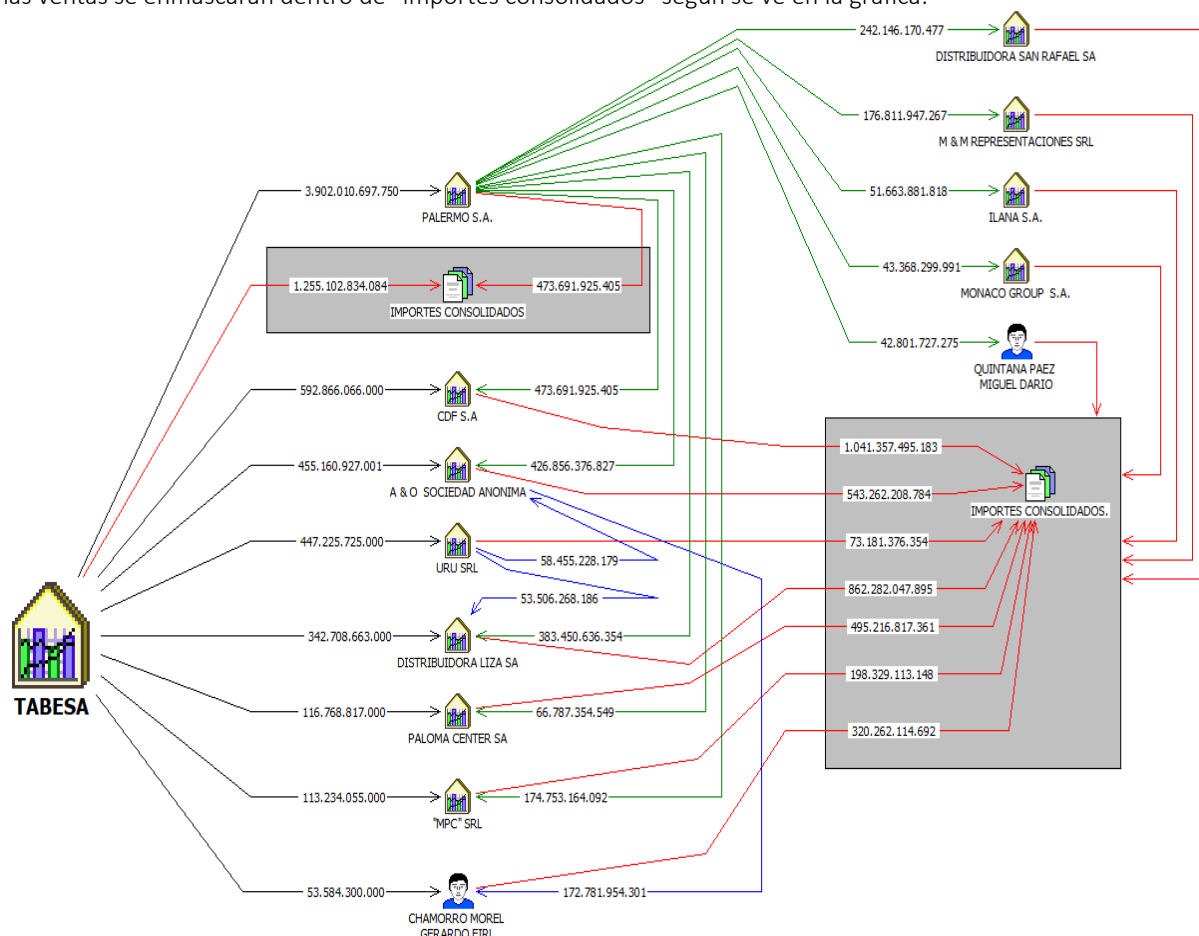 las ventas se enmascaran dentro de "importes consolidados" según se ve en la gráfica:
242.146.170.477
DISTRIBUIDORA SAN RAFAEL SA
176.811.947.267
M & M REPRESENTACIONES SRL
3.902.010.697.750
PALERMO S.A.
51.663.881.818
ILANA S.A.
1.255.102.834.084
473.691.925.405
IMPORTES CONSOLIDADOS
43.368.299.991
MONACO GROUP S.A.
42.801.727.275
QUINTANA PAEZ
MIGUEL DARIO
592.866.066.000
CDF S.A
473.691.925.405
1.041.357.495.183
455.160.927.001
A & O SOCIEDAD ANONIMA
426.856.376.827
543.262.208.784
IMPORTES CONSOLIDADOS.
447.225.725.000
URU SRL
58.455.228.179
73.181.376.354
53.506.268.186
862.282.047.895
342.708.663.000
DISTRIBUIDORA LIZA SA
383.450.636.354
495.216.817.361
TABESA
198.329.113.148
116.768.817.000
PALOMA CENTER SA
66.787.354.549
320.262.114.692
113.234.055.000
"MPC" SRL
174.753.164.092
53.584.300.000
172.781.954.301
CHAMORRO MOREL
GERARDO EIRL